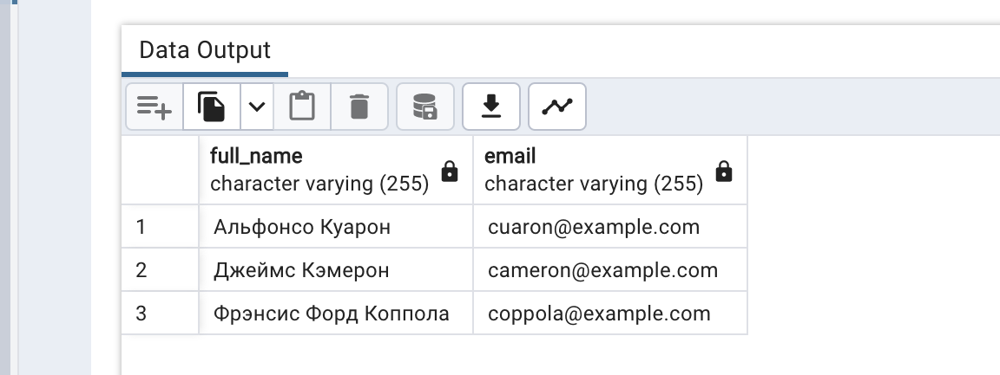 Data Output
full_name email
character varying (255) character varying (255)
1 Альфонсо Куарон cuaron@example.com
2 Джеймс Кэмерон cameron@example.com
3 Фрэнсис Форд Коппола coppola@example.com